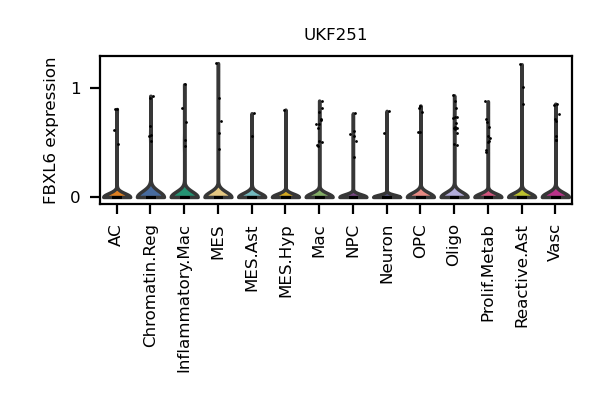 UKF251
FBXL6 expression
1
0
AC
Chromatin.Reg
Inflammatory.Mac
MES
MES.Ast
MES.Hyp
Mac
NPC
Neuron
OPC
Oligo
Prolif.Metab
Reactive.Ast
Vasc